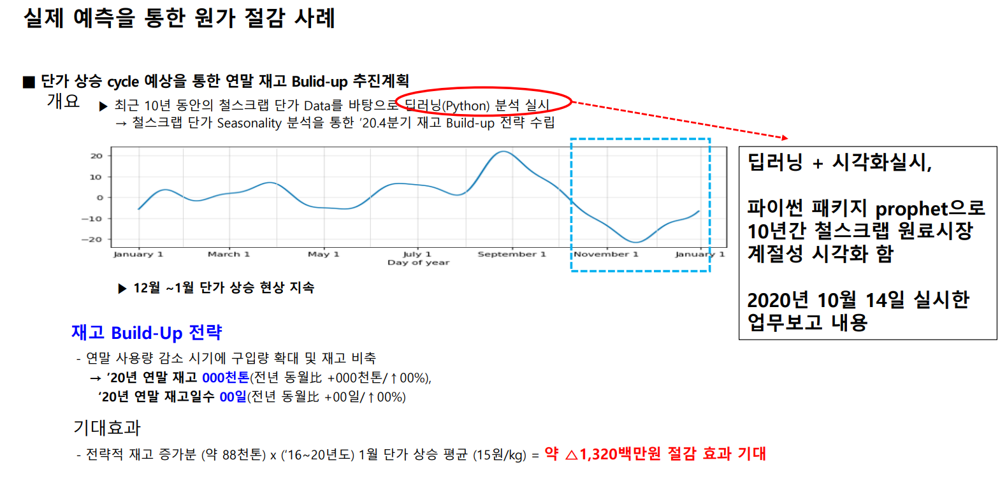 실제 예측을 통한 원가 절감 사례
■ 단가 상승 cycle 예상을 통한 연말 재고 Bulid-up 추진계획
개요
▶ 최근 10년 동안의 철스크랩 단가 Data를 바탕으로 딥러닝(Python) 분석 실시
→ 철스크랩 단가 Seasonality 분석을 통한 '20.4분기 재고 Build-up 전략 수립
20
10
0
−10
−20
January 1 March 1 May 1 July 1 September 1 November 1 January 1
Day of year
딥러닝 + 시각화실시,
파이썬 패키지 prophet으로
10년간 철스크랩 원료시장
계절성 시각화 함
2020년 10월 14일 실시한
업무보고 내용
▶ 12월 ~1월 단가 상승 현상 지속
재고 Build-Up 전략
- 연말 사용량 감소 시기에 구입량 확대 및 재고 비축
→ '20년 연말 재고 000천톤(전년 동월比 +000천톤/↑00%),
'20년 연말 재고일수 00일(전년 동월比 +00일/↑00%)
기대효과
- 전략적 재고 증가분 (약 88천톤) x ('16~20년도) 1월 단가 상승 평균 (15원/kg) = 약 △1,320백만원 절감 효과 기대